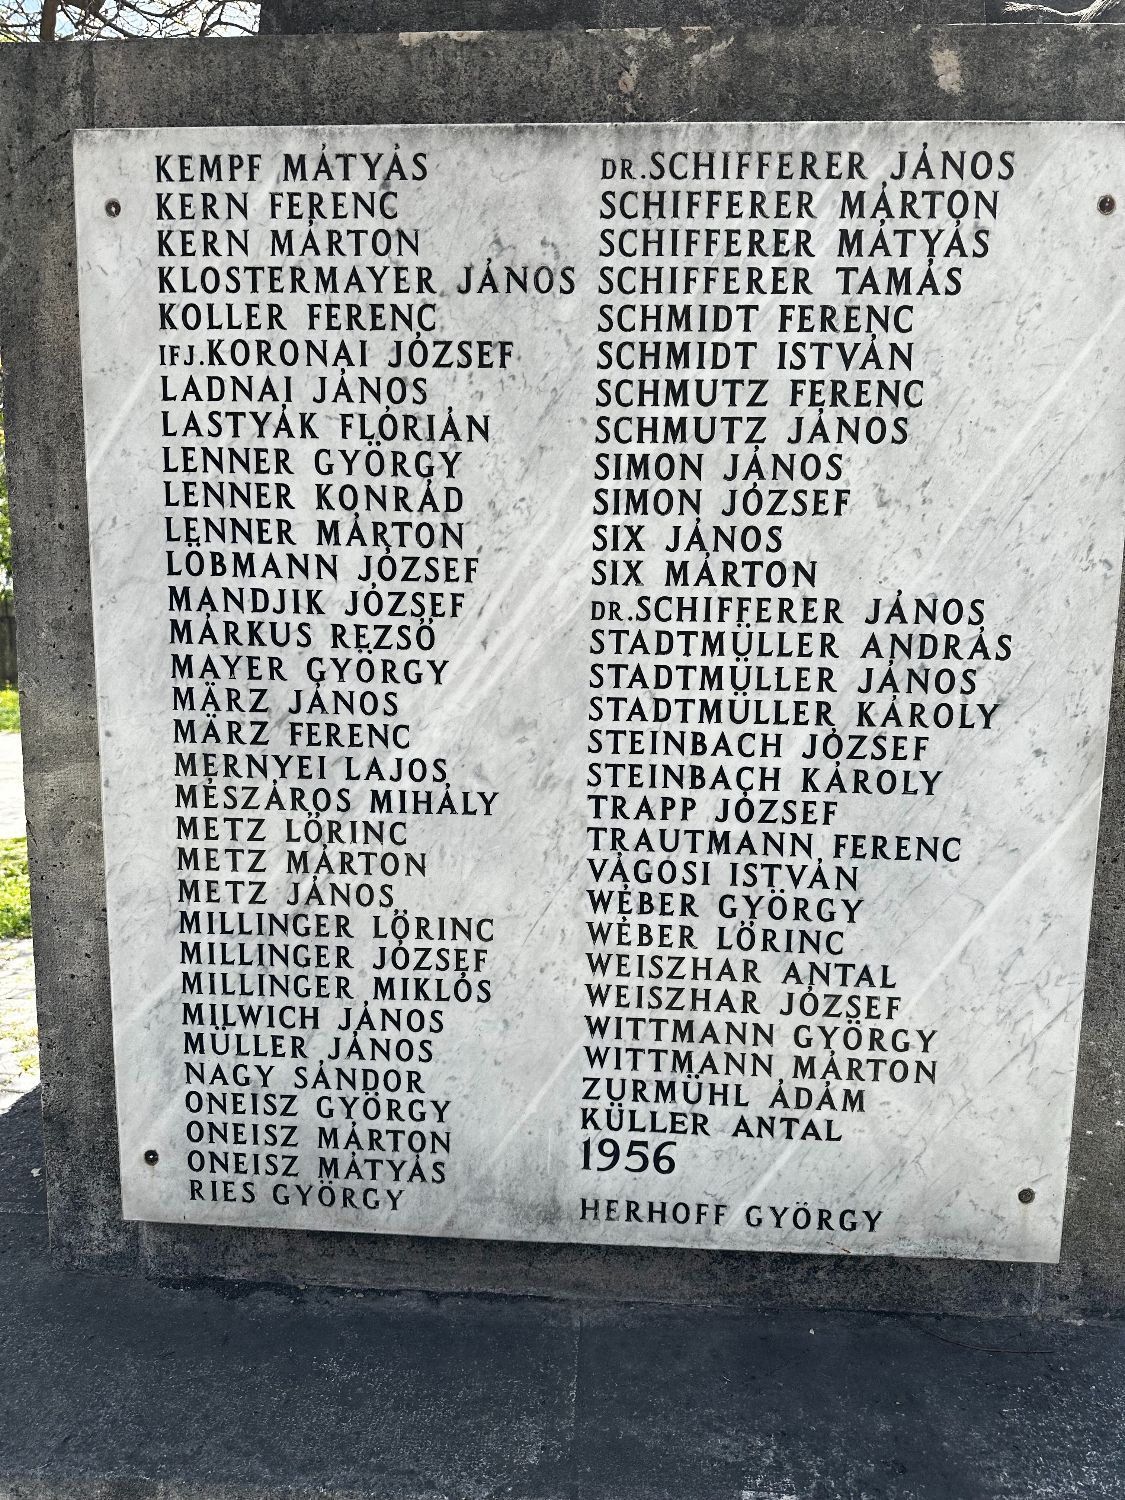 KEMPF MÁTYÁS
KERN FERENC
KERN MÁRTON
KLOSTERMAYER JÁNOS
KOLLER FERENC
IFJ.KORONAI JÓZSEF
LADNAI JÁNOS
LASTYÁK FLÓRIÁN
LENNER GYÖRGY
LENNER KONRÁD
LENNER MÁRTON
LÖBMANN JÓZSEF
MANDJIK JÓZSEF
MÁRKUS REZSÖ
MAYER GYÖRGY
MÄRZ JÁNOS
MÄRZ FERENC
MERNYEI LAJOS
MÉSZÁROS MIHÁLY
METZ LÖRINC
METZ MÁRTON
METZ JÁNOS
MILLINGER LÖRINC
MILLINGER JÓZSEF
MILLINGER MIKLÓS
MILWICH JÁNOS
MÜLLER JÁNOS
NAGY SÁNDOR
ONEISZ GYÖRGY
ONEISZ MÁRTON
ONEISZ MÁTYÁS
RIES GYÖRGY
DR.SCHIFFERER JÁNOS
SCHIFFERER MÁRTON
SCHIFFERER MÁTYÁS
SCHIFFERER TAMÁS
SCHMIDT FERENC
SCHMIDT ISTVÁN
SCHMUTZ FERENC
SCHMUTZ JÁNOS
SIMON JÁNOS
SIMON JÓZSEF
SIX JÁNOS
SIX MÁRTON
DR.SCHIFFERER JÁNOS
STADTMÜLLER ANDRÁS
STADTMÜLLER JÁNOS
STADTMÜLLER KÁROLY
STEINBACH JÓZSEF
STEINBACH KÁROLY
TRAPP JÓZSEF
TRAUTMANN FERENC
VÁGOSI ISTVÁN
WÉBER GYÖRGY
WÉBER LÖRINC
WEISZHAR ANTAL
WEISZHAR JÓZSEF
WITTMANN GYÖRGY
WITTMANN MÁRTON
ZURMÜHL ÁDÁM
KÜLLER ANTAL
1956
HERHOFF GYÖRGY